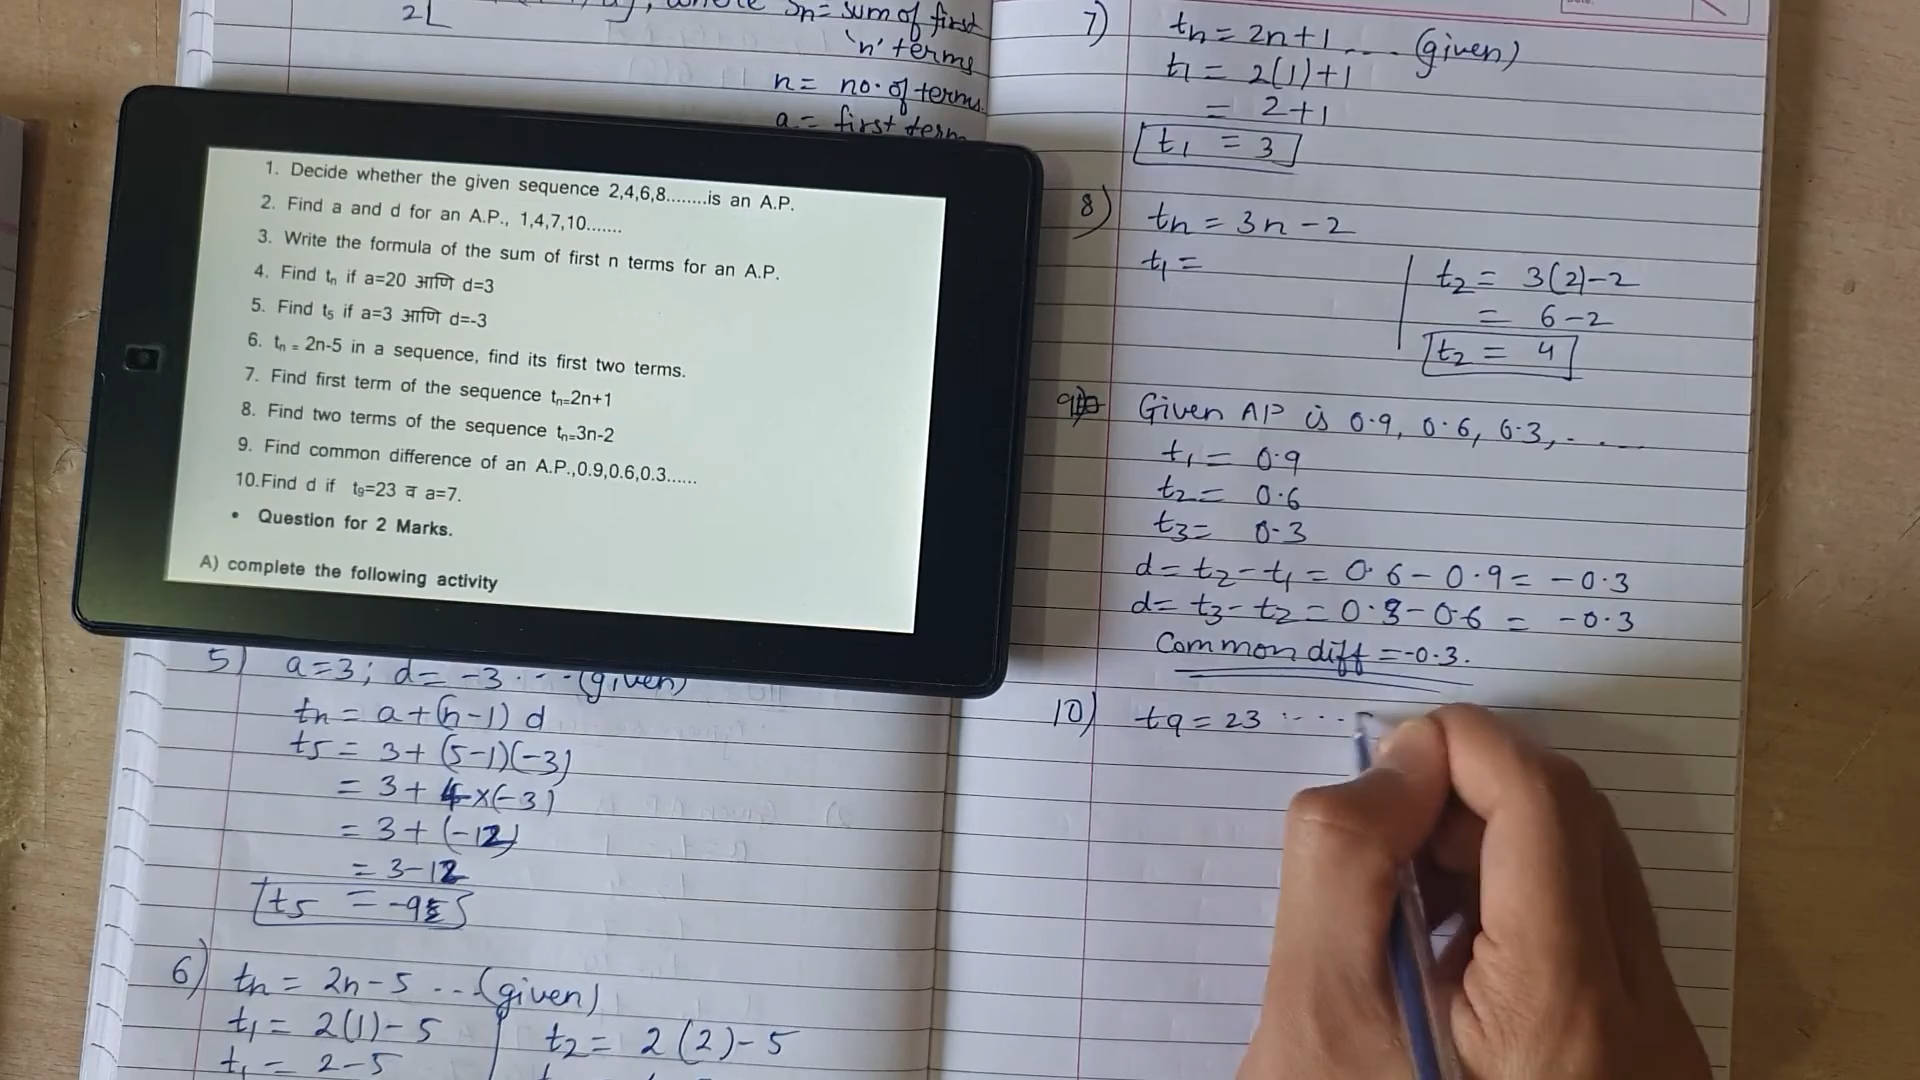 sum of first
'n' terms
n = no. of terms
a = first term
1. Decide whether the given sequence 2,4,6,8........is an A.P.
2. Find a and d for an A.P., 1,4,7,10.......
3. Write the formula of the sum of first n terms for an A.P.
4. Find tn if a=20 आणि d=3
5. Find t5 if a=3 आणि d=-3
6. tn = 2n-5 in a sequence, find its first two terms.
7. Find first term of the sequence tn=2n+1
8. Find two terms of the sequence tn=3n-2
9. Find common difference of an A.P.,0.9,0.6,0.3......
10.Find d if t9=23 व a=7.
• Question for 2 Marks.
A) complete the following activity
5) a=3; d= -3 ... (given)
tn = a+(n-1) d
t5 = 3+(5-1)(-3)
= 3+ 4×(-3)
= 3+(-12)
= 3-12
t5 = -9
6) tn = 2n-5 ... (given)
t1 = 2(1)-5
t1 = 2-5
t2 = 2(2)-5
7) tn = 2n+1 .... (given)
t1 = 2(1)+1
= 2+1
t1 = 3
8) tn = 3n-2
t1 =
t2 = 3(2)-2
= 6-2
t2 = 4
9) Given AP is 0.9, 0.6, 0.3, ....
t1 = 0.9
t2 = 0.6
t3 = 0.3
d = t2-t1 = 0.6-0.9 = -0.3
d = t3-t2 = 0.3-0.6 = -0.3
Common diff = -0.3.
10) t9 = 23 ....